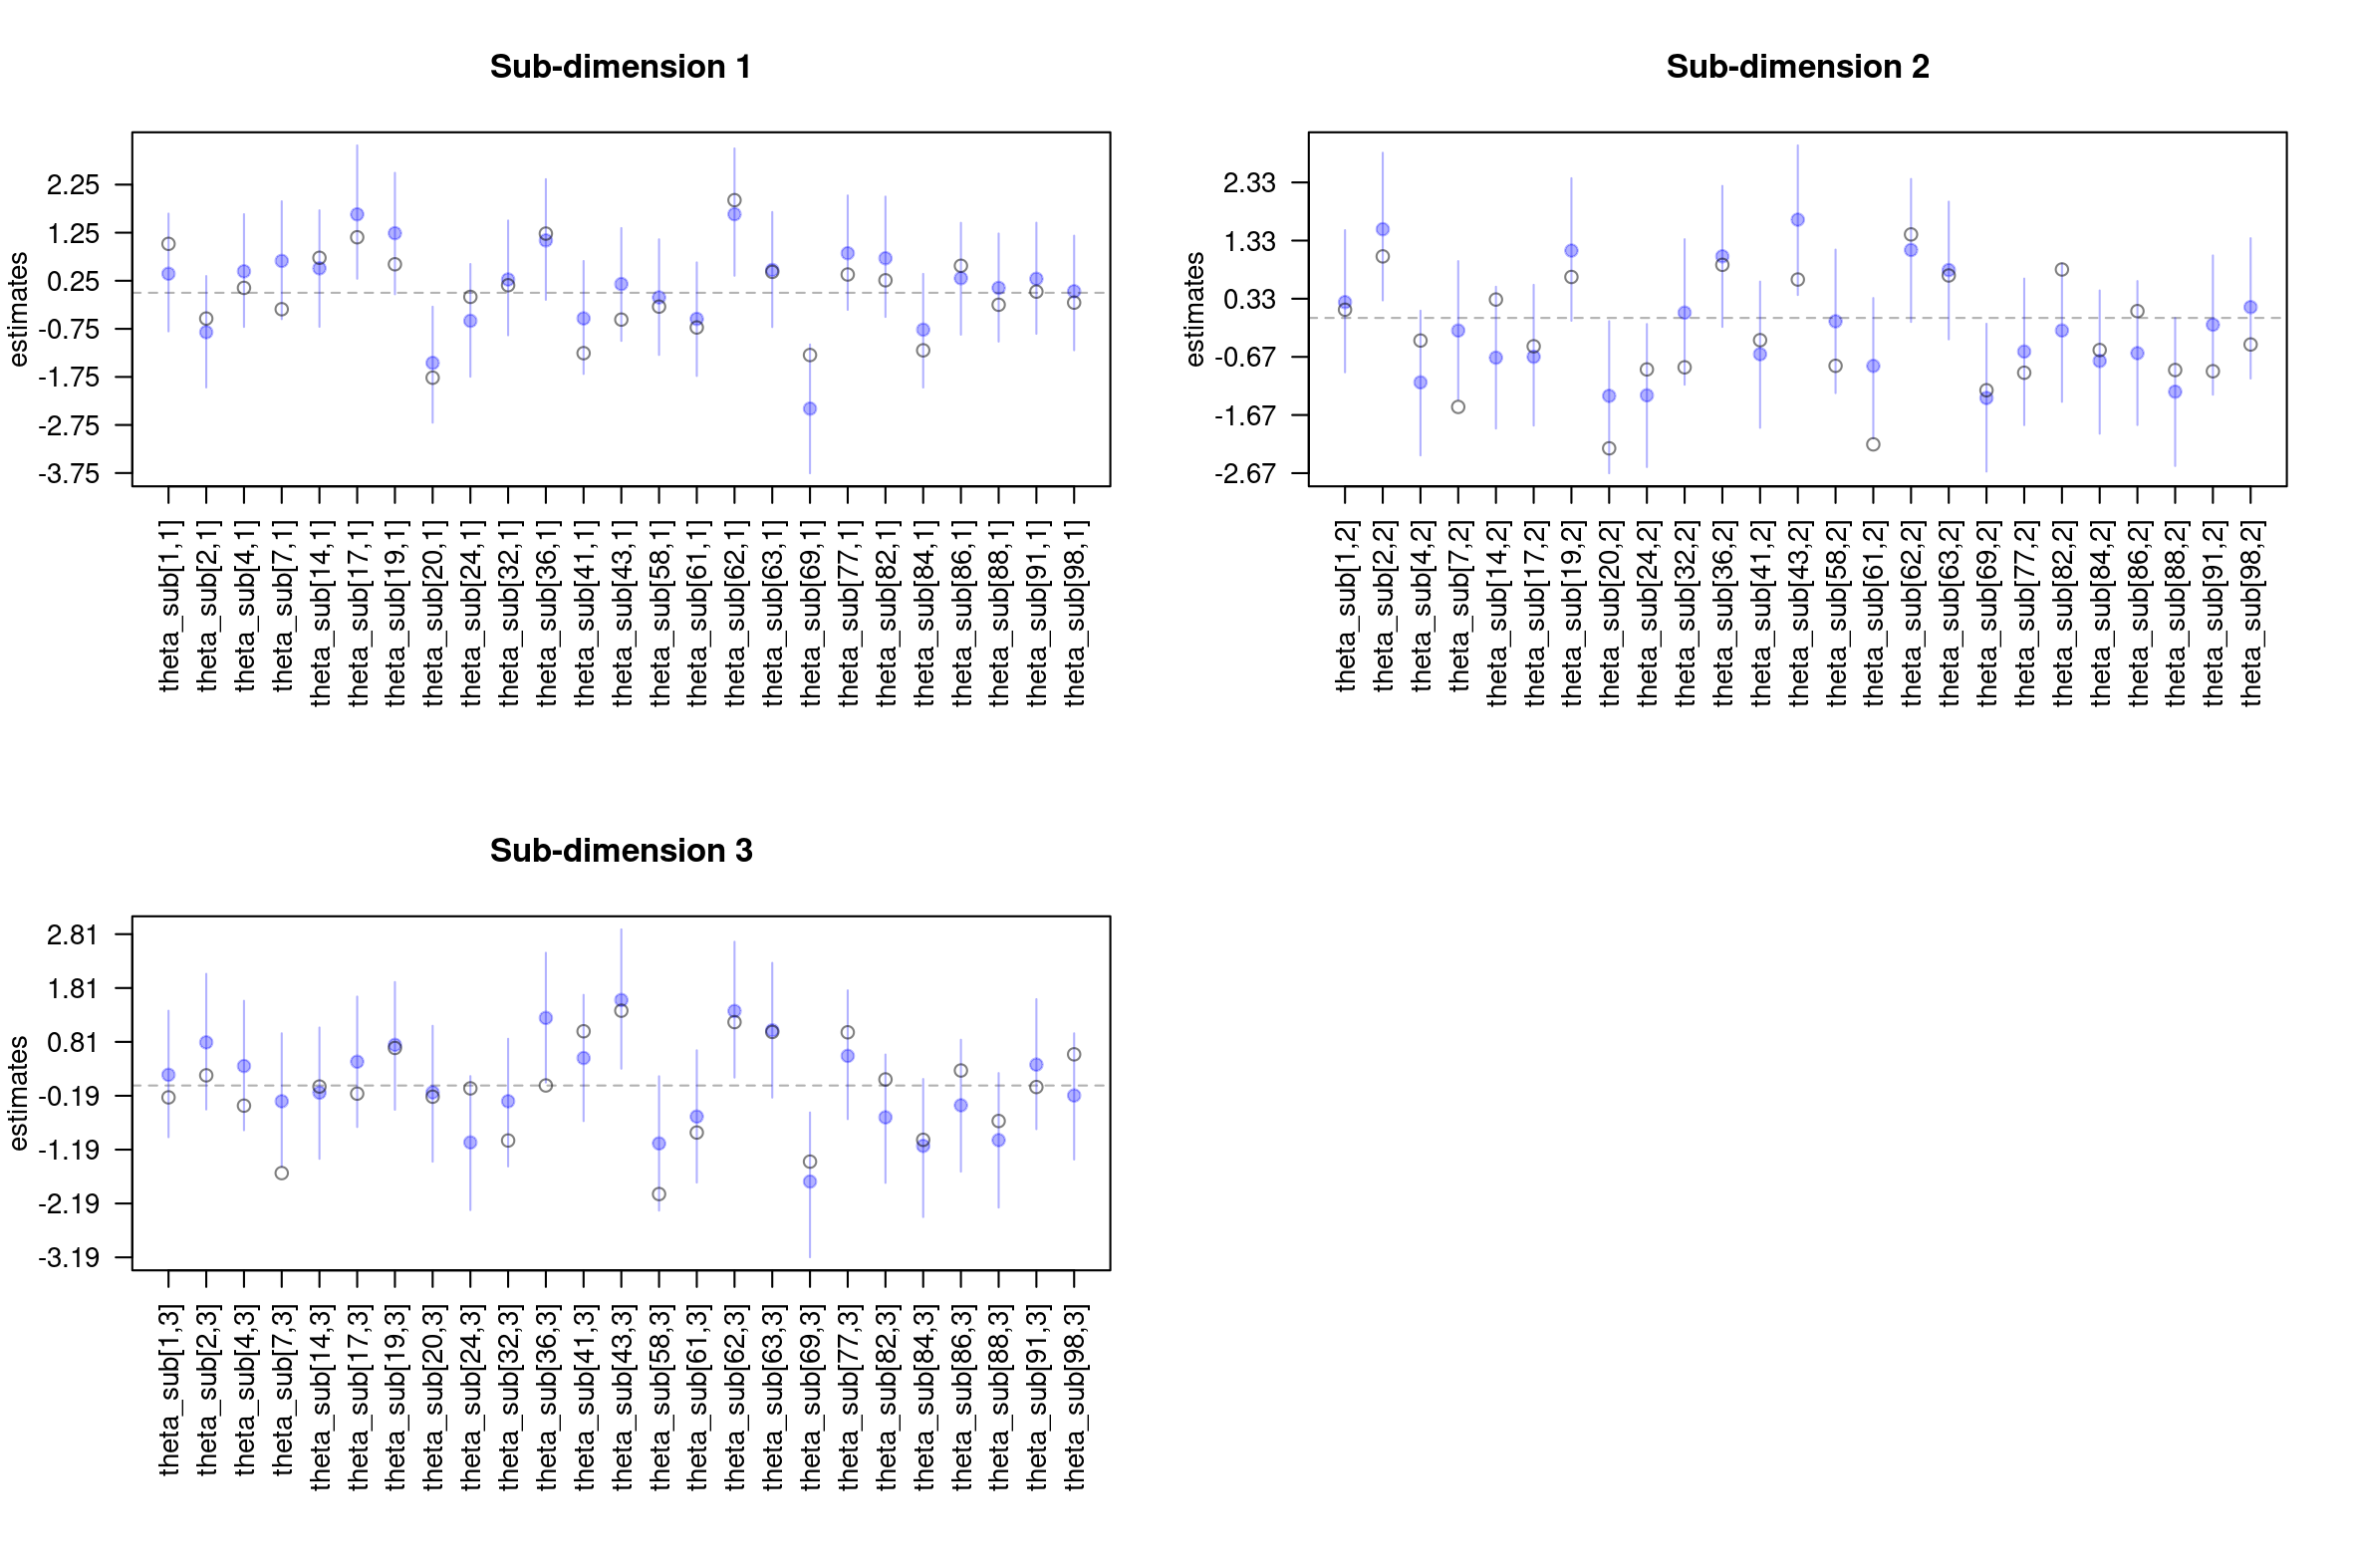 Sub-dimension 1
estimates
2.25
1.25
0.25
-0.75
-1.75
-2.75
-3.75
theta_sub[1,1]
theta_sub[2,1]
theta_sub[4,1]
theta_sub[7,1]
theta_sub[14,1]
theta_sub[17,1]
theta_sub[19,1]
theta_sub[20,1]
theta_sub[24,1]
theta_sub[32,1]
theta_sub[36,1]
theta_sub[41,1]
theta_sub[43,1]
theta_sub[58,1]
theta_sub[61,1]
theta_sub[62,1]
theta_sub[63,1]
theta_sub[69,1]
theta_sub[77,1]
theta_sub[82,1]
theta_sub[84,1]
theta_sub[86,1]
theta_sub[88,1]
theta_sub[91,1]
theta_sub[98,1]
Sub-dimension 2
estimates
2.33
1.33
0.33
-0.67
-1.67
-2.67
theta_sub[1,2]
theta_sub[2,2]
theta_sub[4,2]
theta_sub[7,2]
theta_sub[14,2]
theta_sub[17,2]
theta_sub[19,2]
theta_sub[20,2]
theta_sub[24,2]
theta_sub[32,2]
theta_sub[36,2]
theta_sub[41,2]
theta_sub[43,2]
theta_sub[58,2]
theta_sub[61,2]
theta_sub[62,2]
theta_sub[63,2]
theta_sub[69,2]
theta_sub[77,2]
theta_sub[82,2]
theta_sub[84,2]
theta_sub[86,2]
theta_sub[88,2]
theta_sub[91,2]
theta_sub[98,2]
Sub-dimension 3
estimates
2.81
1.81
0.81
-0.19
-1.19
-2.19
-3.19
theta_sub[1,3]
theta_sub[2,3]
theta_sub[4,3]
theta_sub[7,3]
theta_sub[14,3]
theta_sub[17,3]
theta_sub[19,3]
theta_sub[20,3]
theta_sub[24,3]
theta_sub[32,3]
theta_sub[36,3]
theta_sub[41,3]
theta_sub[43,3]
theta_sub[58,3]
theta_sub[61,3]
theta_sub[62,3]
theta_sub[63,3]
theta_sub[69,3]
theta_sub[77,3]
theta_sub[82,3]
theta_sub[84,3]
theta_sub[86,3]
theta_sub[88,3]
theta_sub[91,3]
theta_sub[98,3]